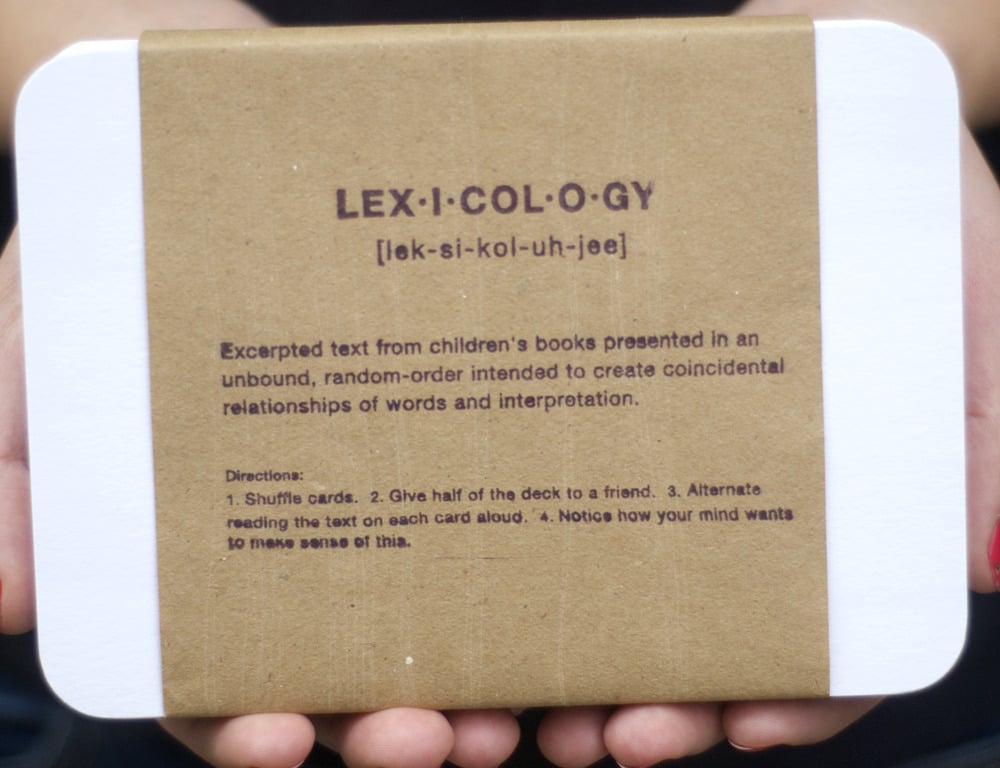 LEX·I·COL·O·GY
[lek-si-kol-uh-jee]
Excerpted text from children's books presented in an
unbound, random-order intended to create coincidental
relationships of words and interpretation.
Directions:
1. Shuffle cards. 2. Give half of the deck to a friend. 3. Alternate
reading the text on each card aloud. 4. Notice how your mind wants
to make sense of this.